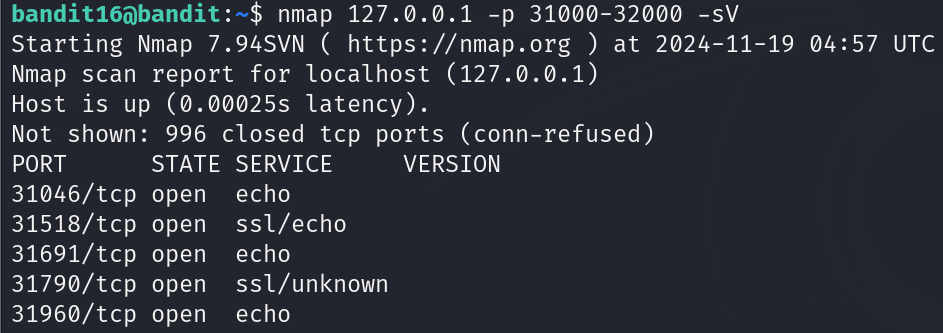 bandit16@bandit:~$ nmap 127.0.0.1 -p 31000-32000 -sV
Starting Nmap 7.94SVN ( https://nmap.org ) at 2024-11-19 04:57 UTC
Nmap scan report for localhost (127.0.0.1)
Host is up (0.00025s latency).
Not shown: 996 closed tcp ports (conn-refused)
PORT      STATE SERVICE     VERSION
31046/tcp open  echo
31518/tcp open  ssl/echo
31691/tcp open  echo
31790/tcp open  ssl/unknown
31960/tcp open  echo